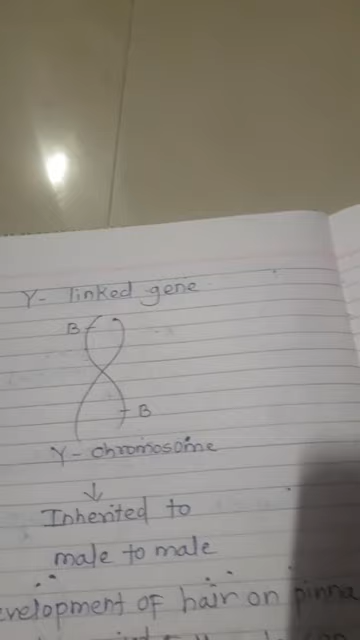 Y- linked gene
B
B
Y- chromosome
↓
Inherited to
male to male
evelopment of hair on pinna